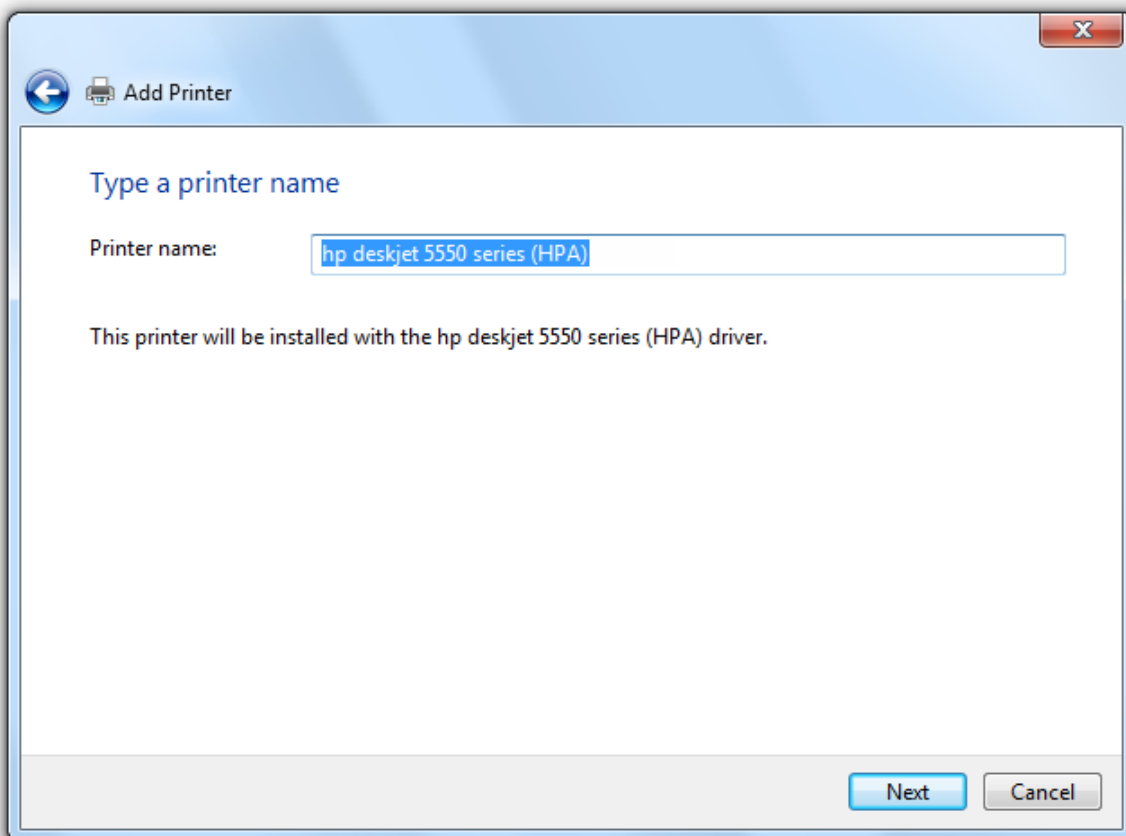 Add Printer
Type a printer name
Printer name: hp deskjet 5550 series (HPA)
This printer will be installed with the hp deskjet 5550 series (HPA) driver.
Next Cancel